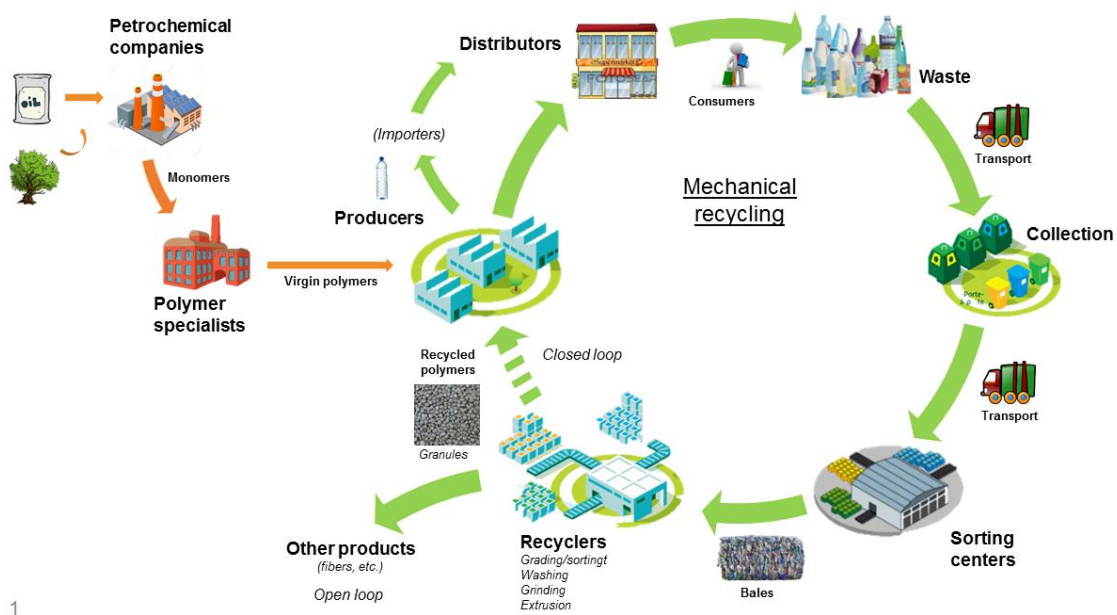 Petrochemical
companies
oil
Monomers
Polymer
specialists
Virgin polymers
Producers
(Importers)
Distributors
Consumers
Waste
Transport
Mechanical
recycling
Collection
Porte-
Transport
Sorting
centers
Bales
Recyclers
Grading/sortingt
Washing
Grinding
Extrusion
Recycled
polymers
Granules
Closed loop
Other products
(fibers, etc.)
Open loop
1